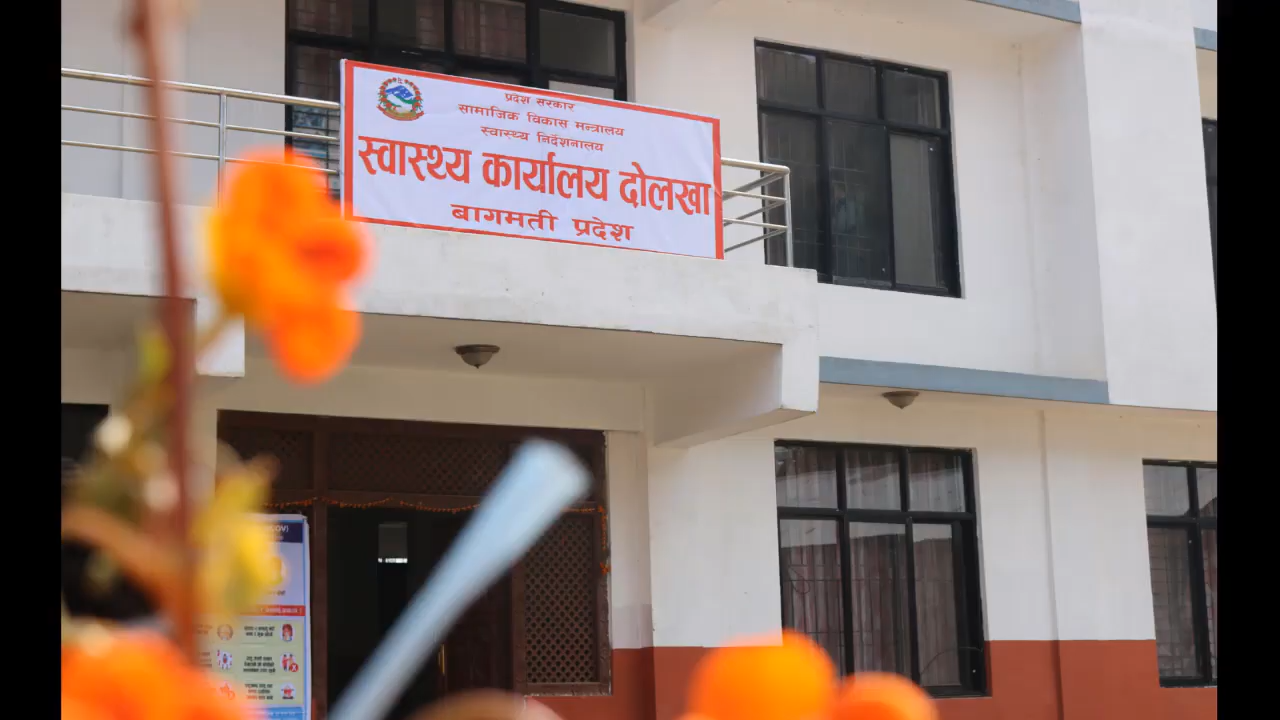 प्रदेश सरकार
सामाजिक विकास मन्त्रालय
स्वास्थ्य निर्देशनालय
स्वास्थ्य कार्यालय दोलखा
बागमती प्रदेश